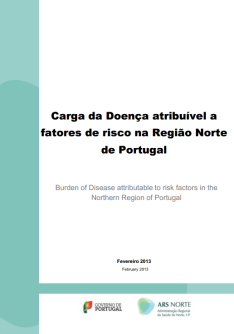 Carga da Doença atribuível a
fatores de risco na Região Norte
de Portugal
Burden of Disease attributable to risk factors in the
Northern Region of Portugal
Fevereiro 2013
February 2013
GOVERNO DE
PORTUGAL
ARS NORTE
Administração Regional
de Saúde do Norte, I.P.